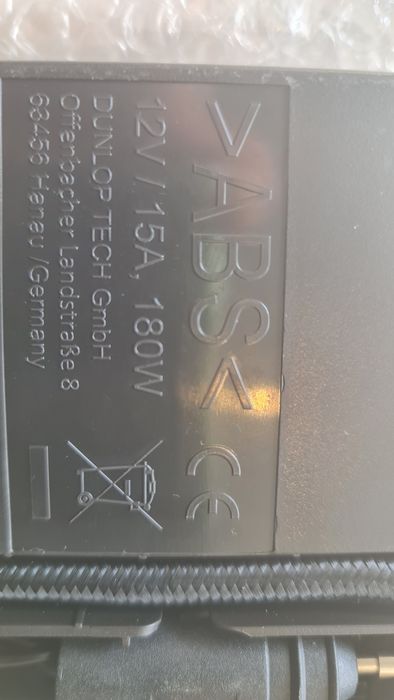 >ABS< CE
12V / 15A, 180W
DUNLOP TECH GmbH
Offenbacher Landstraße 8
63456 Hanau /Germany